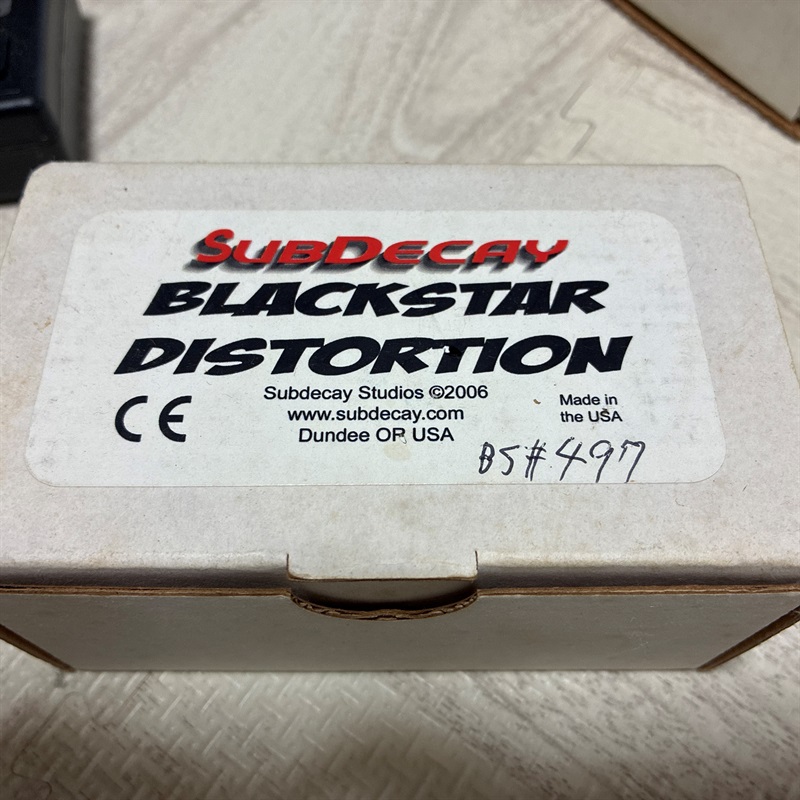 SUBDECAY
BLACKSTAR
DISTORTION
CE
Subdecay Studios ©2006
www.subdecay.com
Dundee OR USA
Made in
the USA
BS#497